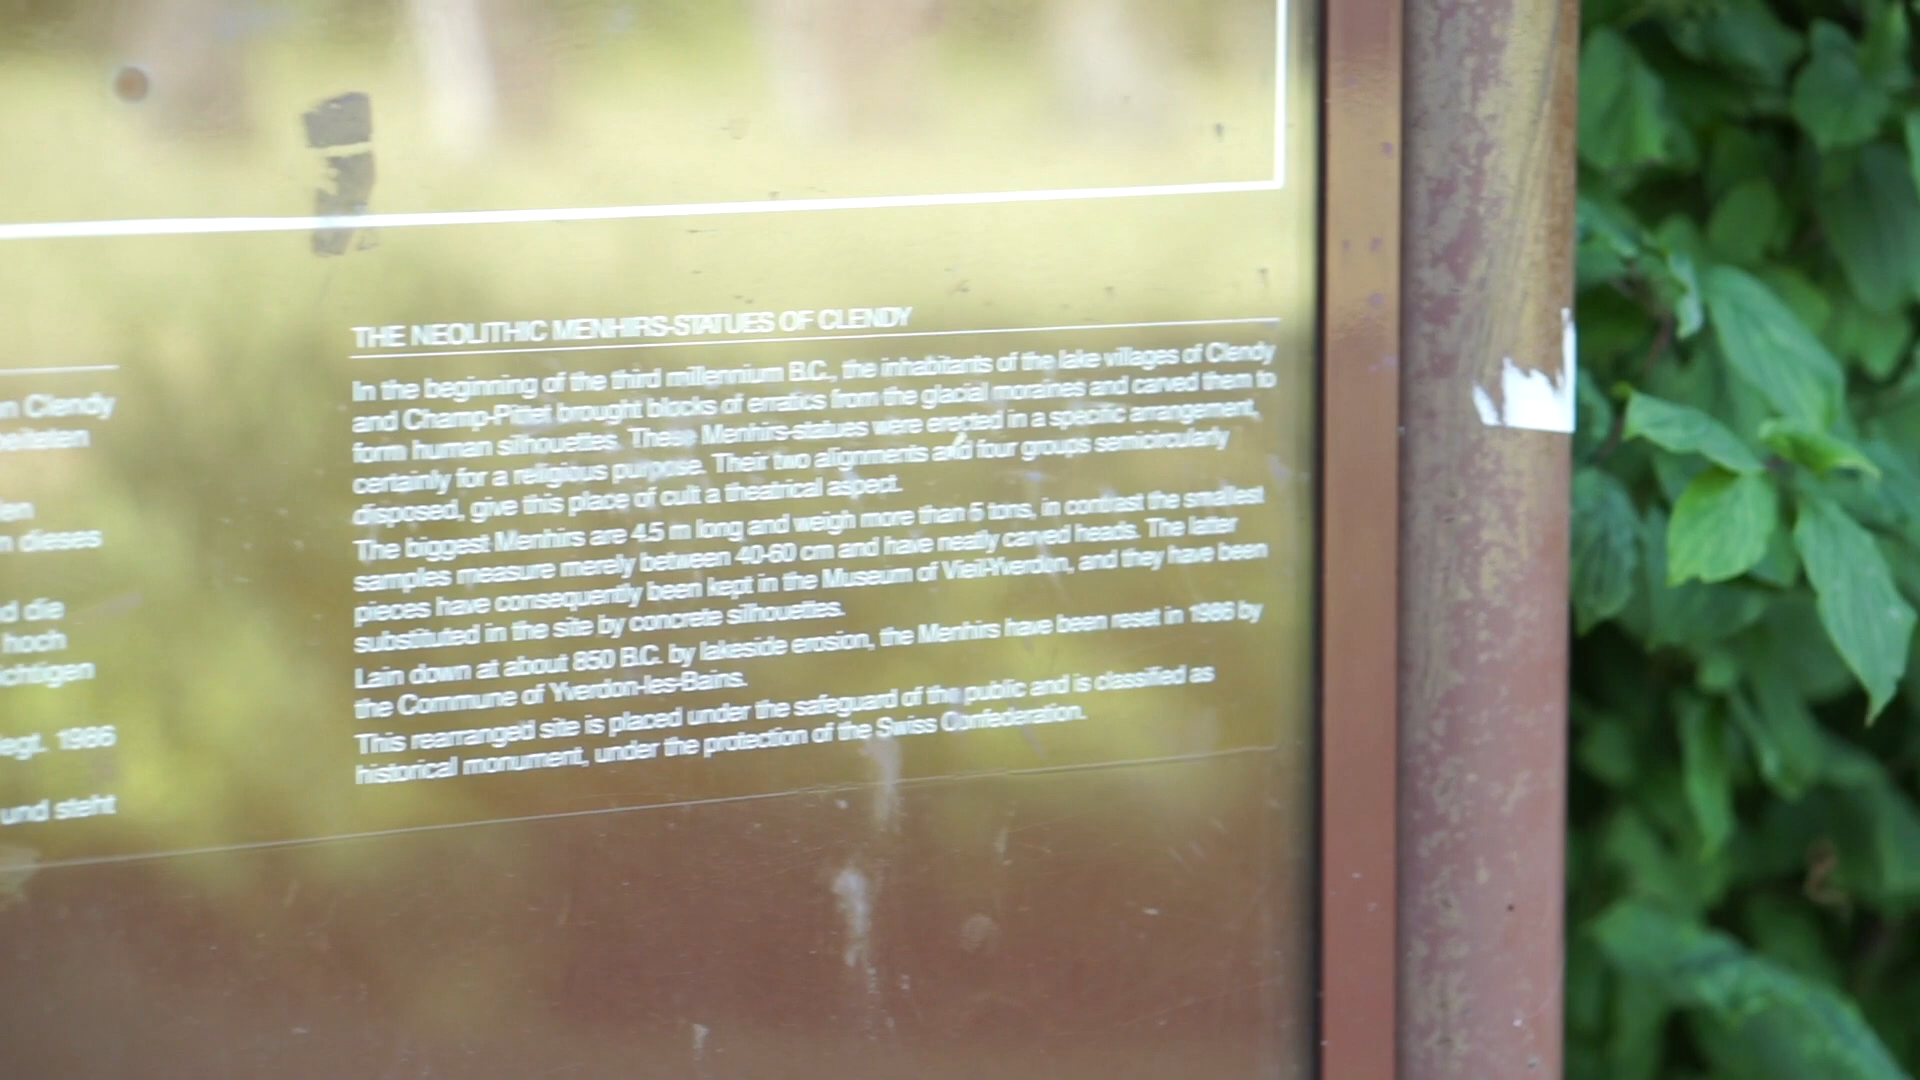 n Clendy
en
n dieses
d die
hoch
ichtigen
legt. 1986
und steht
THE NEOLITHIC MENHIRS-STATUES OF CLENDY
In the beginning of the third millennium B.C., the inhabitants of the lake villages of Clendy
and Champ-Pittet brought blocks of erratics from the glacial moraines and carved them to
form human silhouettes. These Menhirs-statues were erected in a specific arrangement,
certainly for a religious purpose. Their two alignments and four groups semicircularly
disposed, give this place of cult a theatrical aspect.
The biggest Menhirs are 4.5 m long and weigh more than 5 tons, in contrast the smallest
samples measure merely between 40-60 cm and have neatly carved heads. The latter
pieces have consequently been kept in the Museum of Vieil-Yverdon, and they have been
substituted in the site by concrete silhouettes.
Lain down at about 850 B.C. by lakeside erosion, the Menhirs have been reset in 1986 by
the Commune of Yverdon-les-Bains.
This rearranged site is placed under the safeguard of the public and is classified as
historical monument, under the protection of the Swiss Confederation.